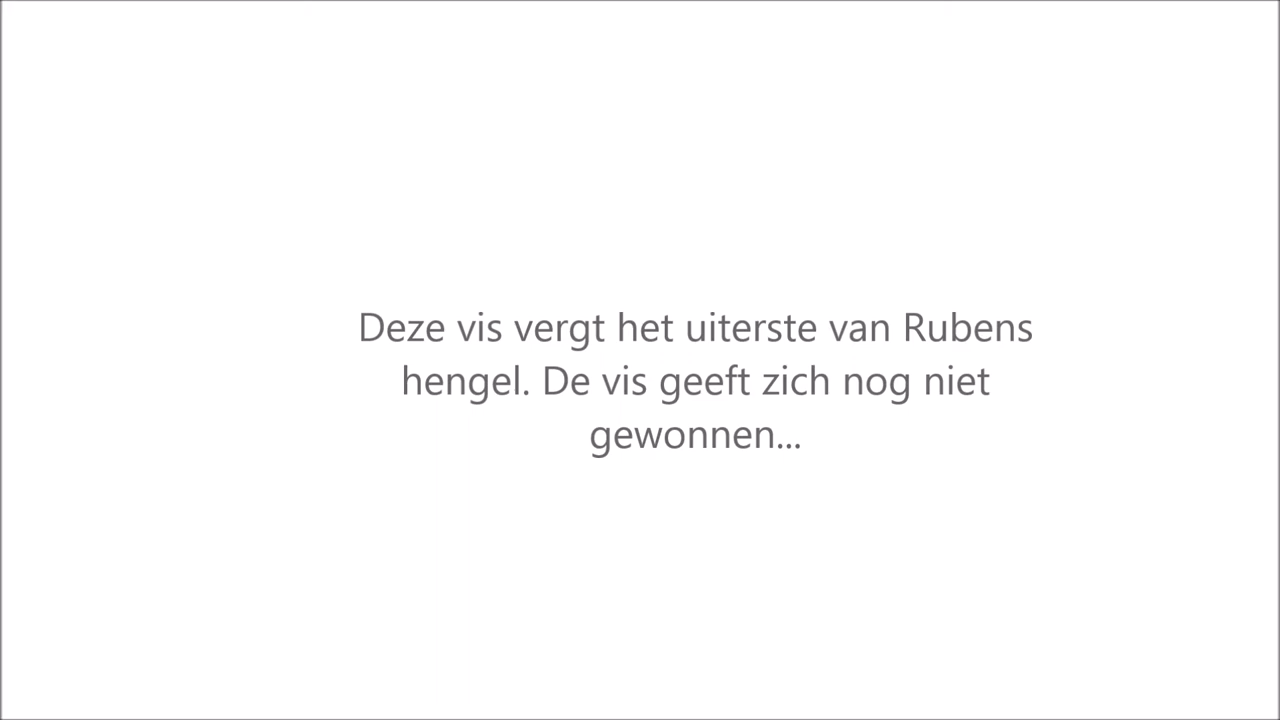 Deze vis vergt het uiterste van Rubens
hengel. De vis geeft zich nog niet
gewonnen...